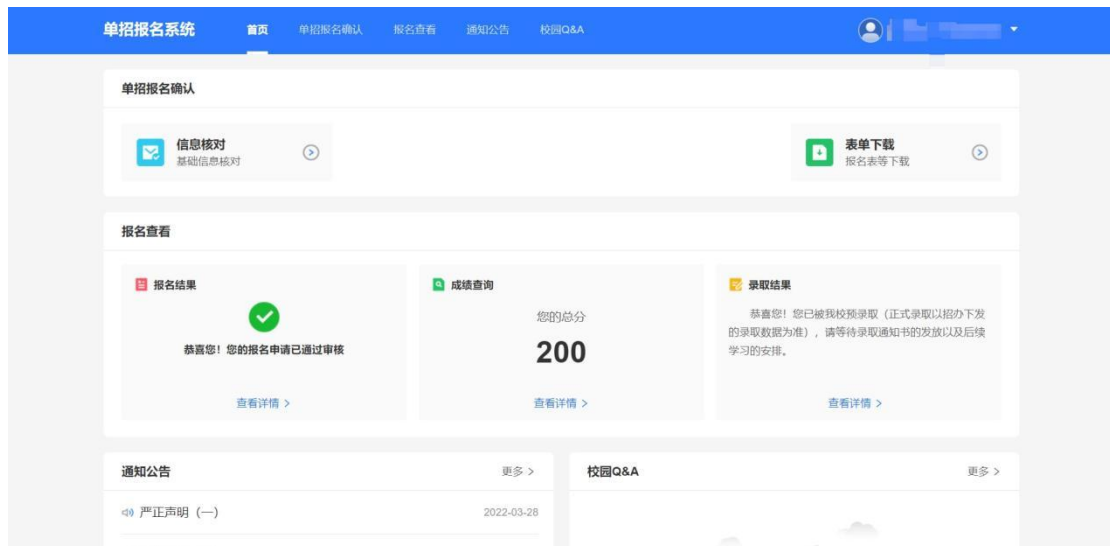 单招报名系统 首页 单招报名确认 报名查看 通知公告 校园Q&A
单招报名确认
信息核对
基础信息核对
表单下载
报名表等下载
报名查看
报名结果
恭喜您！您的报名申请已通过审核
查看详情 >
成绩查询
您的总分
200
查看详情 >
录取结果
恭喜您！您已被我校预录取（正式录取以招办下发
的录取数据为准），请等待录取通知书的发放以及后续
学习的安排。
查看详情 >
通知公告 更多 >
严正声明（一） 2022-03-28
校园Q&A 更多 >